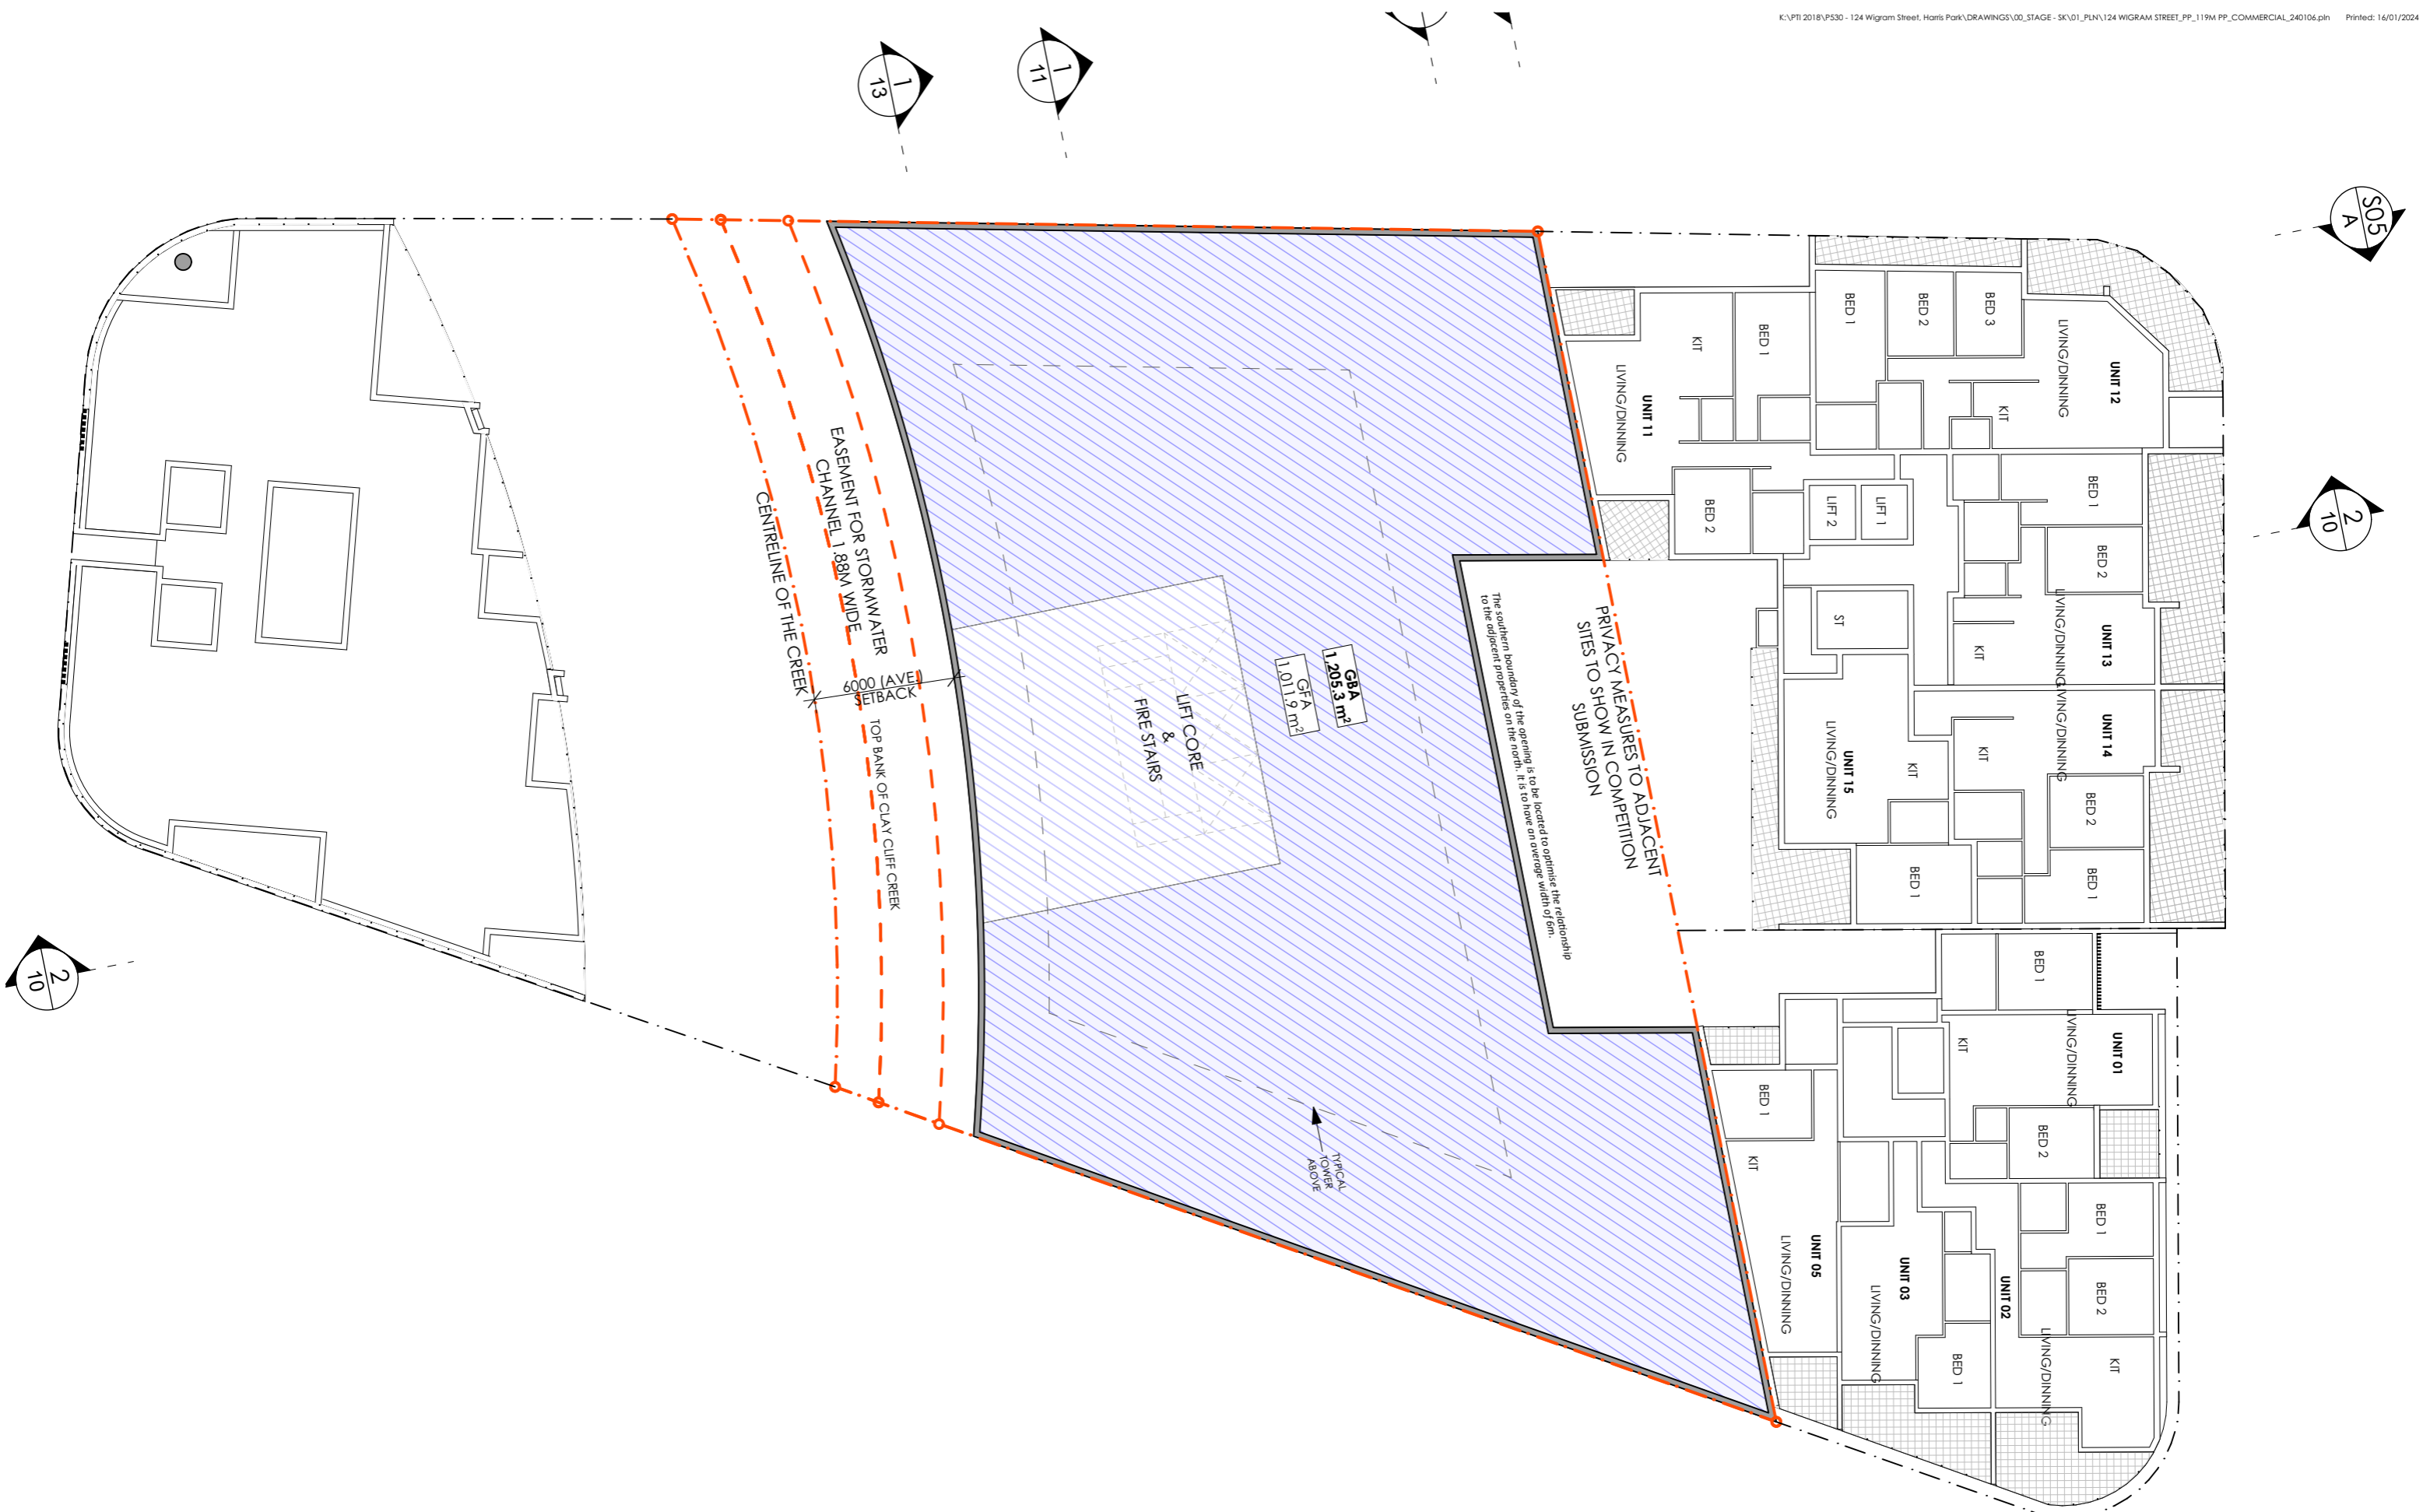 K:\PTI 2018\P530 - 124 Wigram Street, Harris Park\DRAWINGS\00_STAGE - SK\01_PLN\124 WIGRAM STREET_PP_119M PP_COMMERCIAL_240106.pln Printed: 16/01/2024
1
13
1
11
S05
A
2
10
2
10
EASEMENT FOR STORMWATER
CHANNEL 1.88M WIDE
CENTRELINE OF THE CREEK
6000 (AVE)
SETBACK
TOP BANK OF CLAY CLIFF CREEK
LIFT CORE
&
FIRE STAIRS
GBA
1,205.3 m²
GFA
1,011.9 m²
The southern boundary of the opening is to be located to optimise the relationship
to the adjacent properties on the north. It is to have an average width of 6m.
PRIVACY MEASURES TO ADJACENT
SITES TO SHOW IN COMPETITION
SUBMISSION
TYPICAL
TOWER
ABOVE
UNIT 11
LIVING/DINNING
KIT
BED 1
BED 2
BED 1
BED 2
BED 3
LIVING/DINNING
UNIT 12
KIT
LIFT 2
LIFT 1
ST
BED 1
BED 2
LIVING/DINNING
UNIT 13
KIT
LIVING/DINNING
UNIT 14
KIT
BED 2
BED 1
UNIT 15
LIVING/DINNING
KIT
BED 1
BED 1
UNIT 01
LIVING/DINNING
KIT
BED 2
BED 1
KIT
UNIT 05
LIVING/DINNING
UNIT 03
LIVING/DINNING
BED 1
UNIT 02
BED 1
BED 2
LIVING/DINNING
KIT